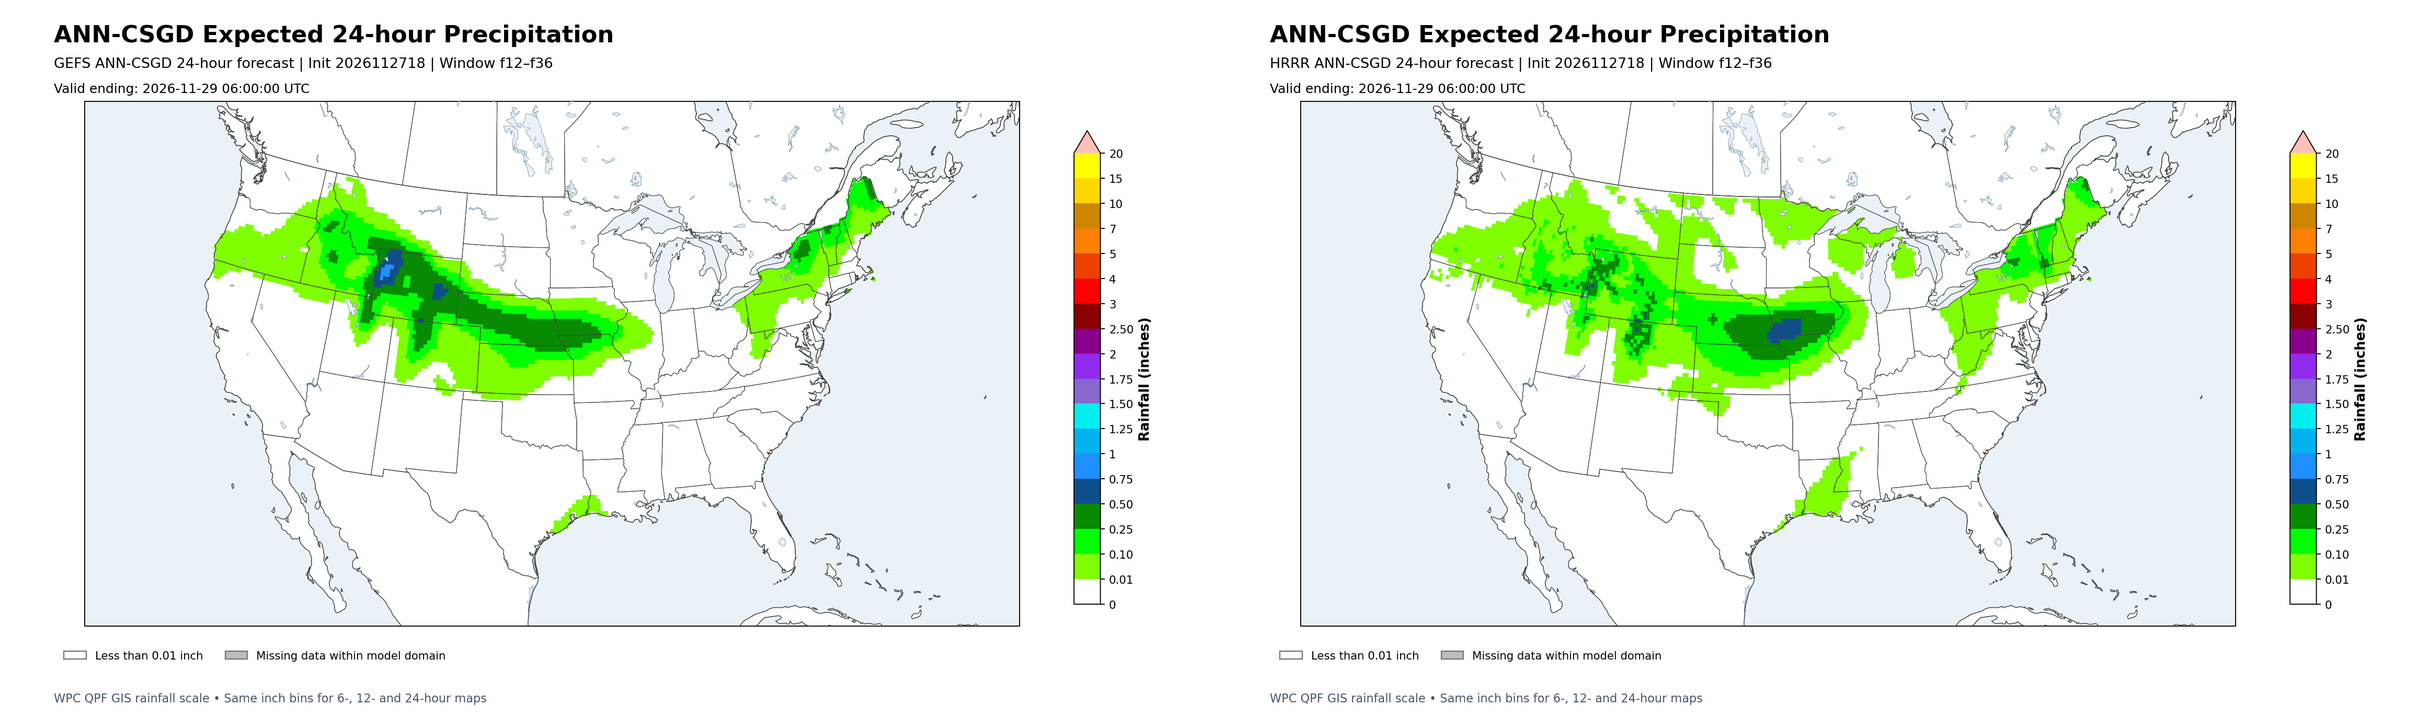 ANN-CSGD Expected 24-hour Precipitation
GEFS ANN-CSGD 24-hour forecast | Init 2026112718 | Window f12–f36
Valid ending: 2026-11-29 06:00:00 UTC
20
15
10
7
5
4
3
2.50
2
1.75
1.50
1.25
1
0.75
0.50
0.25
0.10
0.01
0
Rainfall (inches)
Less than 0.01 inch
Missing data within model domain
WPC QPF GIS rainfall scale • Same inch bins for 6-, 12- and 24-hour maps
ANN-CSGD Expected 24-hour Precipitation
HRRR ANN-CSGD 24-hour forecast | Init 2026112718 | Window f12–f36
Valid ending: 2026-11-29 06:00:00 UTC
20
15
10
7
5
4
3
2.50
2
1.75
1.50
1.25
1
0.75
0.50
0.25
0.10
0.01
0
Rainfall (inches)
Less than 0.01 inch
Missing data within model domain
WPC QPF GIS rainfall scale • Same inch bins for 6-, 12- and 24-hour maps